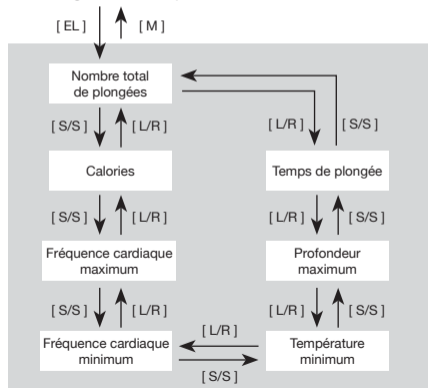 [ EL ] [ M ]
Nombre total
de plongées
[ S/S ] [ L/R ] [ L/R ] [ S/S ]
Calories Temps de plongée
[ S/S ] [ L/R ] [ L/R ] [ S/S ]
Fréquence cardiaque
maximum
Profondeur
maximum
[ S/S ] [ L/R ] [ L/R ] [ S/S ]
Fréquence cardiaque
minimum
[ L/R ]
[ S/S ]
Température
minimum